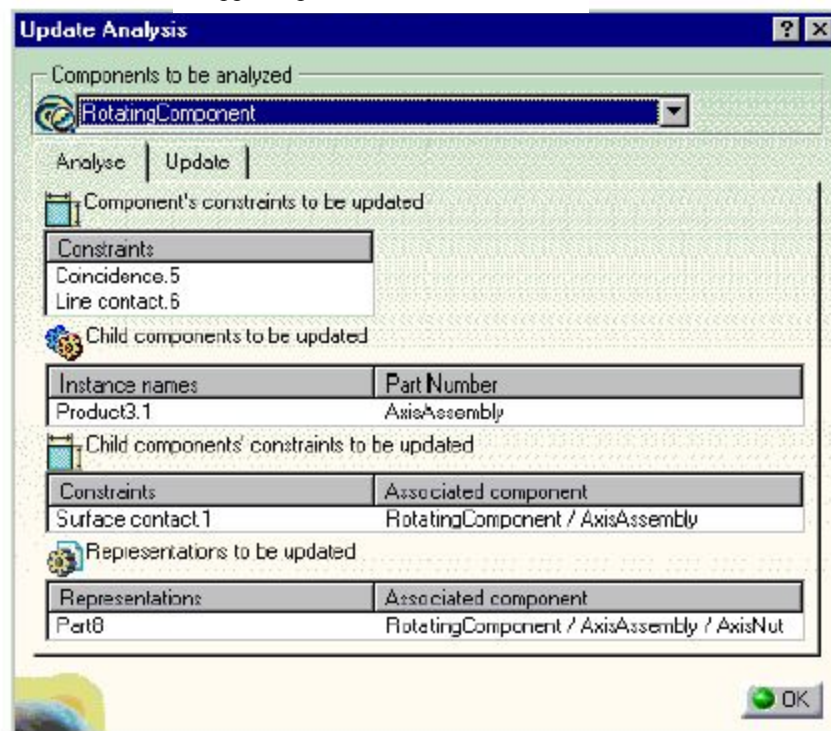 Update Analysis
Components to be analyzed
RotatingComponent
Analyse Update
Component's constraints to be updated
Constraints
Coincidence.5
Line contact.6
Child components to be updated
Instance names Part Number
Product3.1 AxisAssembly
Child components' constraints to be updated
Constraints Associated component
Surface contact.1 RotatingComponent / AxisAssembly
Representations to be updated
Representations Associated component
Part8 RotatingComponent / AxisAssembly / AxisNut
OK